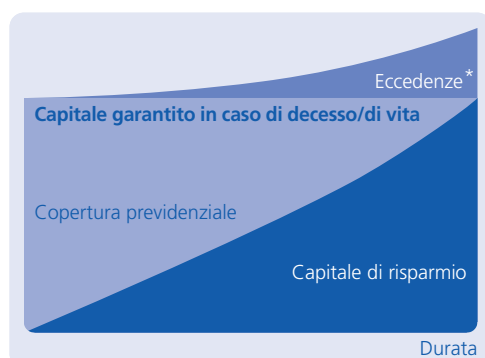 Eccedenze*
Capitale garantito in caso di decesso/di vita
Copertura previdenziale
Capitale di risparmio
Durata